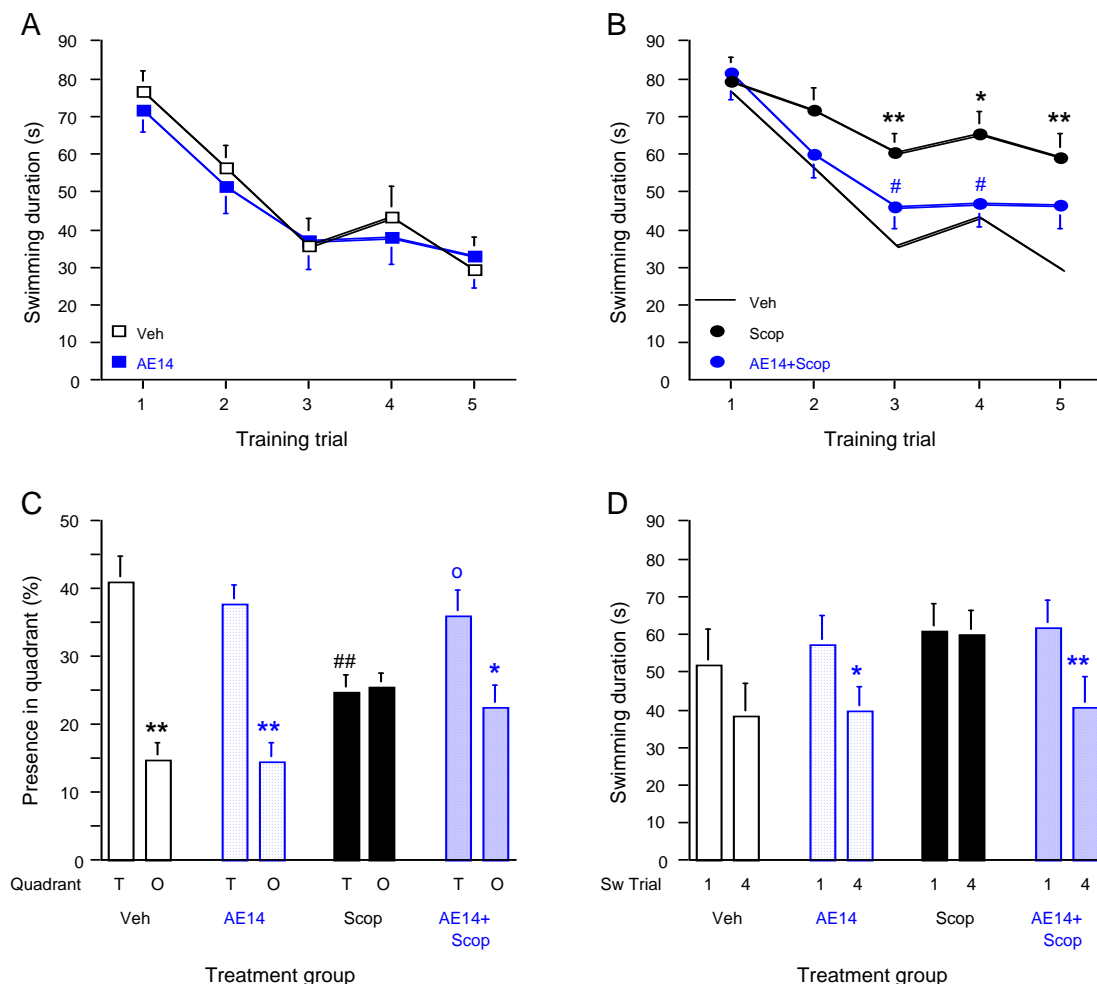 A
Swimming duration (s)
90
80
70
60
50
40
30
20
10
0
Veh
AE14
1 2 3 4 5
Training trial
B
Swimming duration (s)
90
80
70
60
50
40
30
20
10
0
** * **
# #
Veh
Scop
AE14+Scop
1 2 3 4 5
Training trial
C
Presence in quadrant (%)
50
40
30
20
10
0
**
**
##
o
*
Quadrant T O T O T O T O
Veh AE14 Scop AE14+
Scop
Treatment group
D
Swimming duration (s)
90
80
70
60
50
40
30
20
10
0
*
**
Sw Trial 1 4 1 4 1 4 1 4
Veh AE14 Scop AE14+
Scop
Treatment group